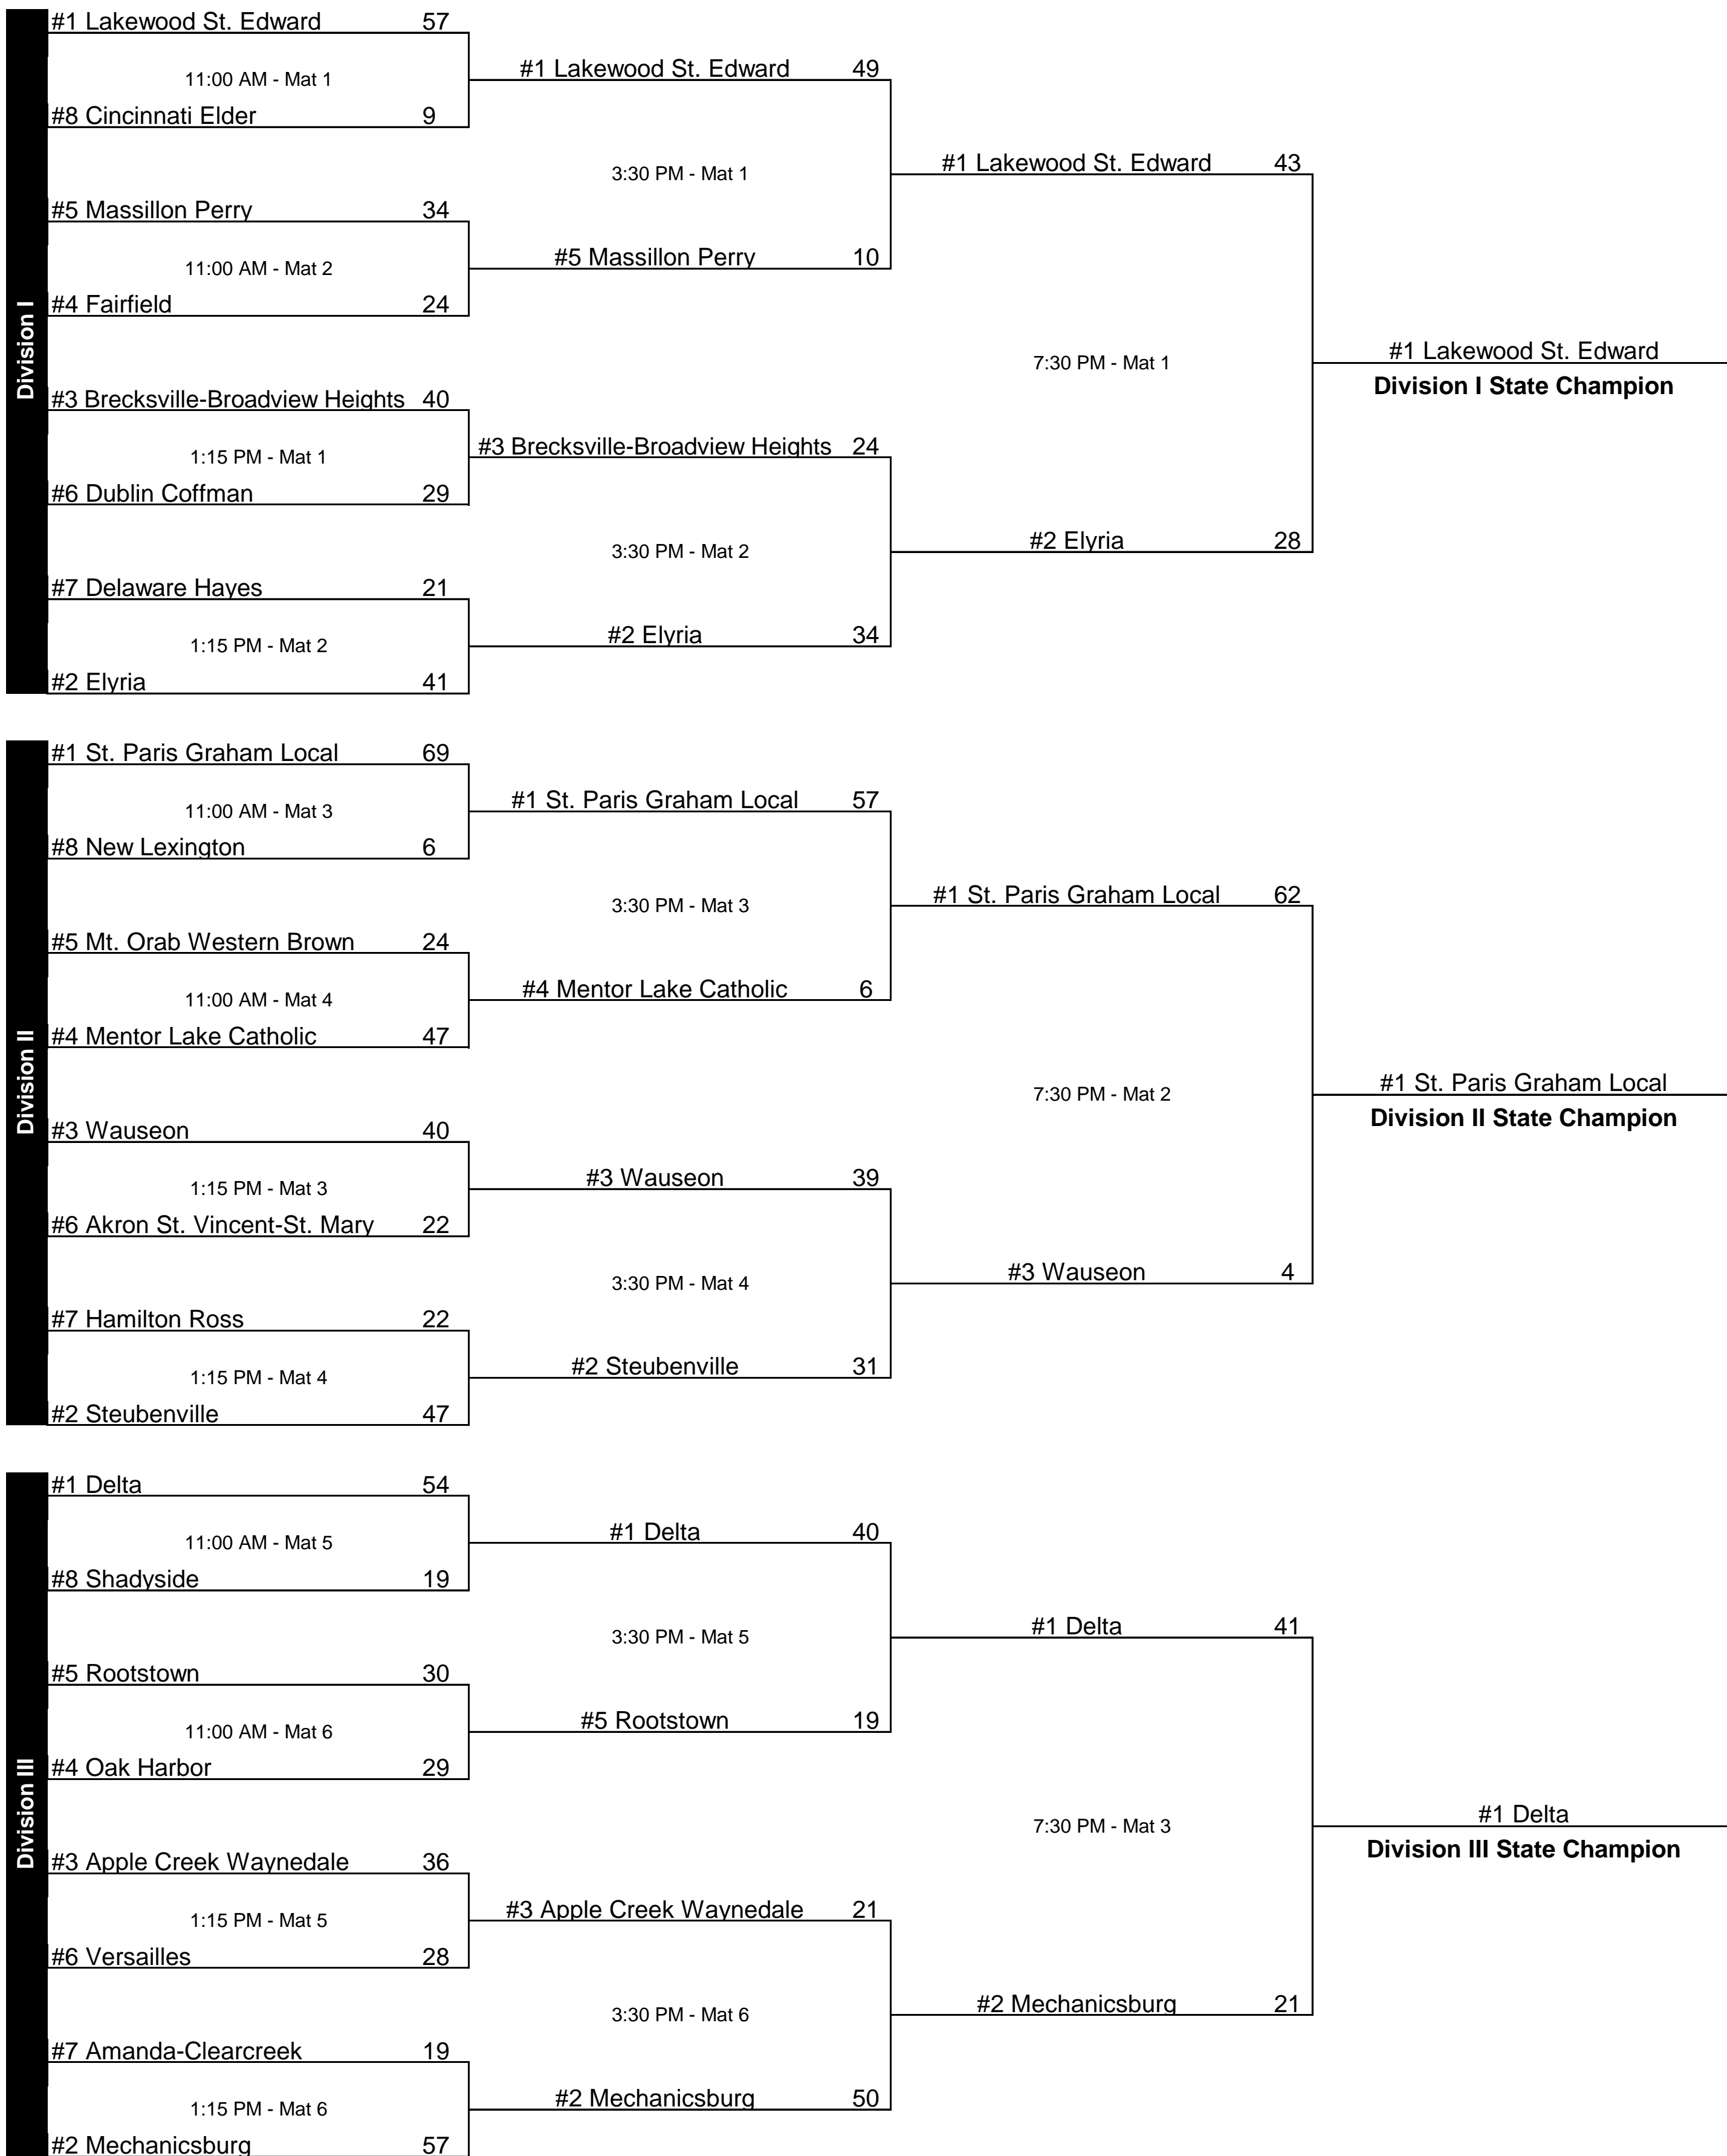 Division I
#1 Lakewood St. Edward 57
11:00 AM - Mat 1
#8 Cincinnati Elder 9
#5 Massillon Perry 34
11:00 AM - Mat 2
#4 Fairfield 24
#3 Brecksville-Broadview Heights 40
1:15 PM - Mat 1
#6 Dublin Coffman 29
#7 Delaware Hayes 21
1:15 PM - Mat 2
#2 Elyria 41
#1 Lakewood St. Edward 49
3:30 PM - Mat 1
#5 Massillon Perry 10
#3 Brecksville-Broadview Heights 24
3:30 PM - Mat 2
#2 Elyria 34
#1 Lakewood St. Edward 43
7:30 PM - Mat 1
#2 Elyria 28
#1 Lakewood St. Edward
Division I State Champion
Division II
#1 St. Paris Graham Local 69
11:00 AM - Mat 3
#8 New Lexington 6
#5 Mt. Orab Western Brown 24
11:00 AM - Mat 4
#4 Mentor Lake Catholic 47
#3 Wauseon 40
1:15 PM - Mat 3
#6 Akron St. Vincent-St. Mary 22
#7 Hamilton Ross 22
1:15 PM - Mat 4
#2 Steubenville 47
#1 St. Paris Graham Local 57
3:30 PM - Mat 3
#4 Mentor Lake Catholic 6
#3 Wauseon 39
3:30 PM - Mat 4
#2 Steubenville 31
#1 St. Paris Graham Local 62
7:30 PM - Mat 2
#3 Wauseon 4
#1 St. Paris Graham Local
Division II State Champion
Division III
#1 Delta 54
11:00 AM - Mat 5
#8 Shadyside 19
#5 Rootstown 30
11:00 AM - Mat 6
#4 Oak Harbor 29
#3 Apple Creek Waynedale 36
1:15 PM - Mat 5
#6 Versailles 28
#7 Amanda-Clearcreek 19
1:15 PM - Mat 6
#2 Mechanicsburg 57
#1 Delta 40
3:30 PM - Mat 5
#5 Rootstown 19
#3 Apple Creek Waynedale 21
3:30 PM - Mat 6
#2 Mechanicsburg 50
#1 Delta 41
7:30 PM - Mat 3
#2 Mechanicsburg 21
#1 Delta
Division III State Champion